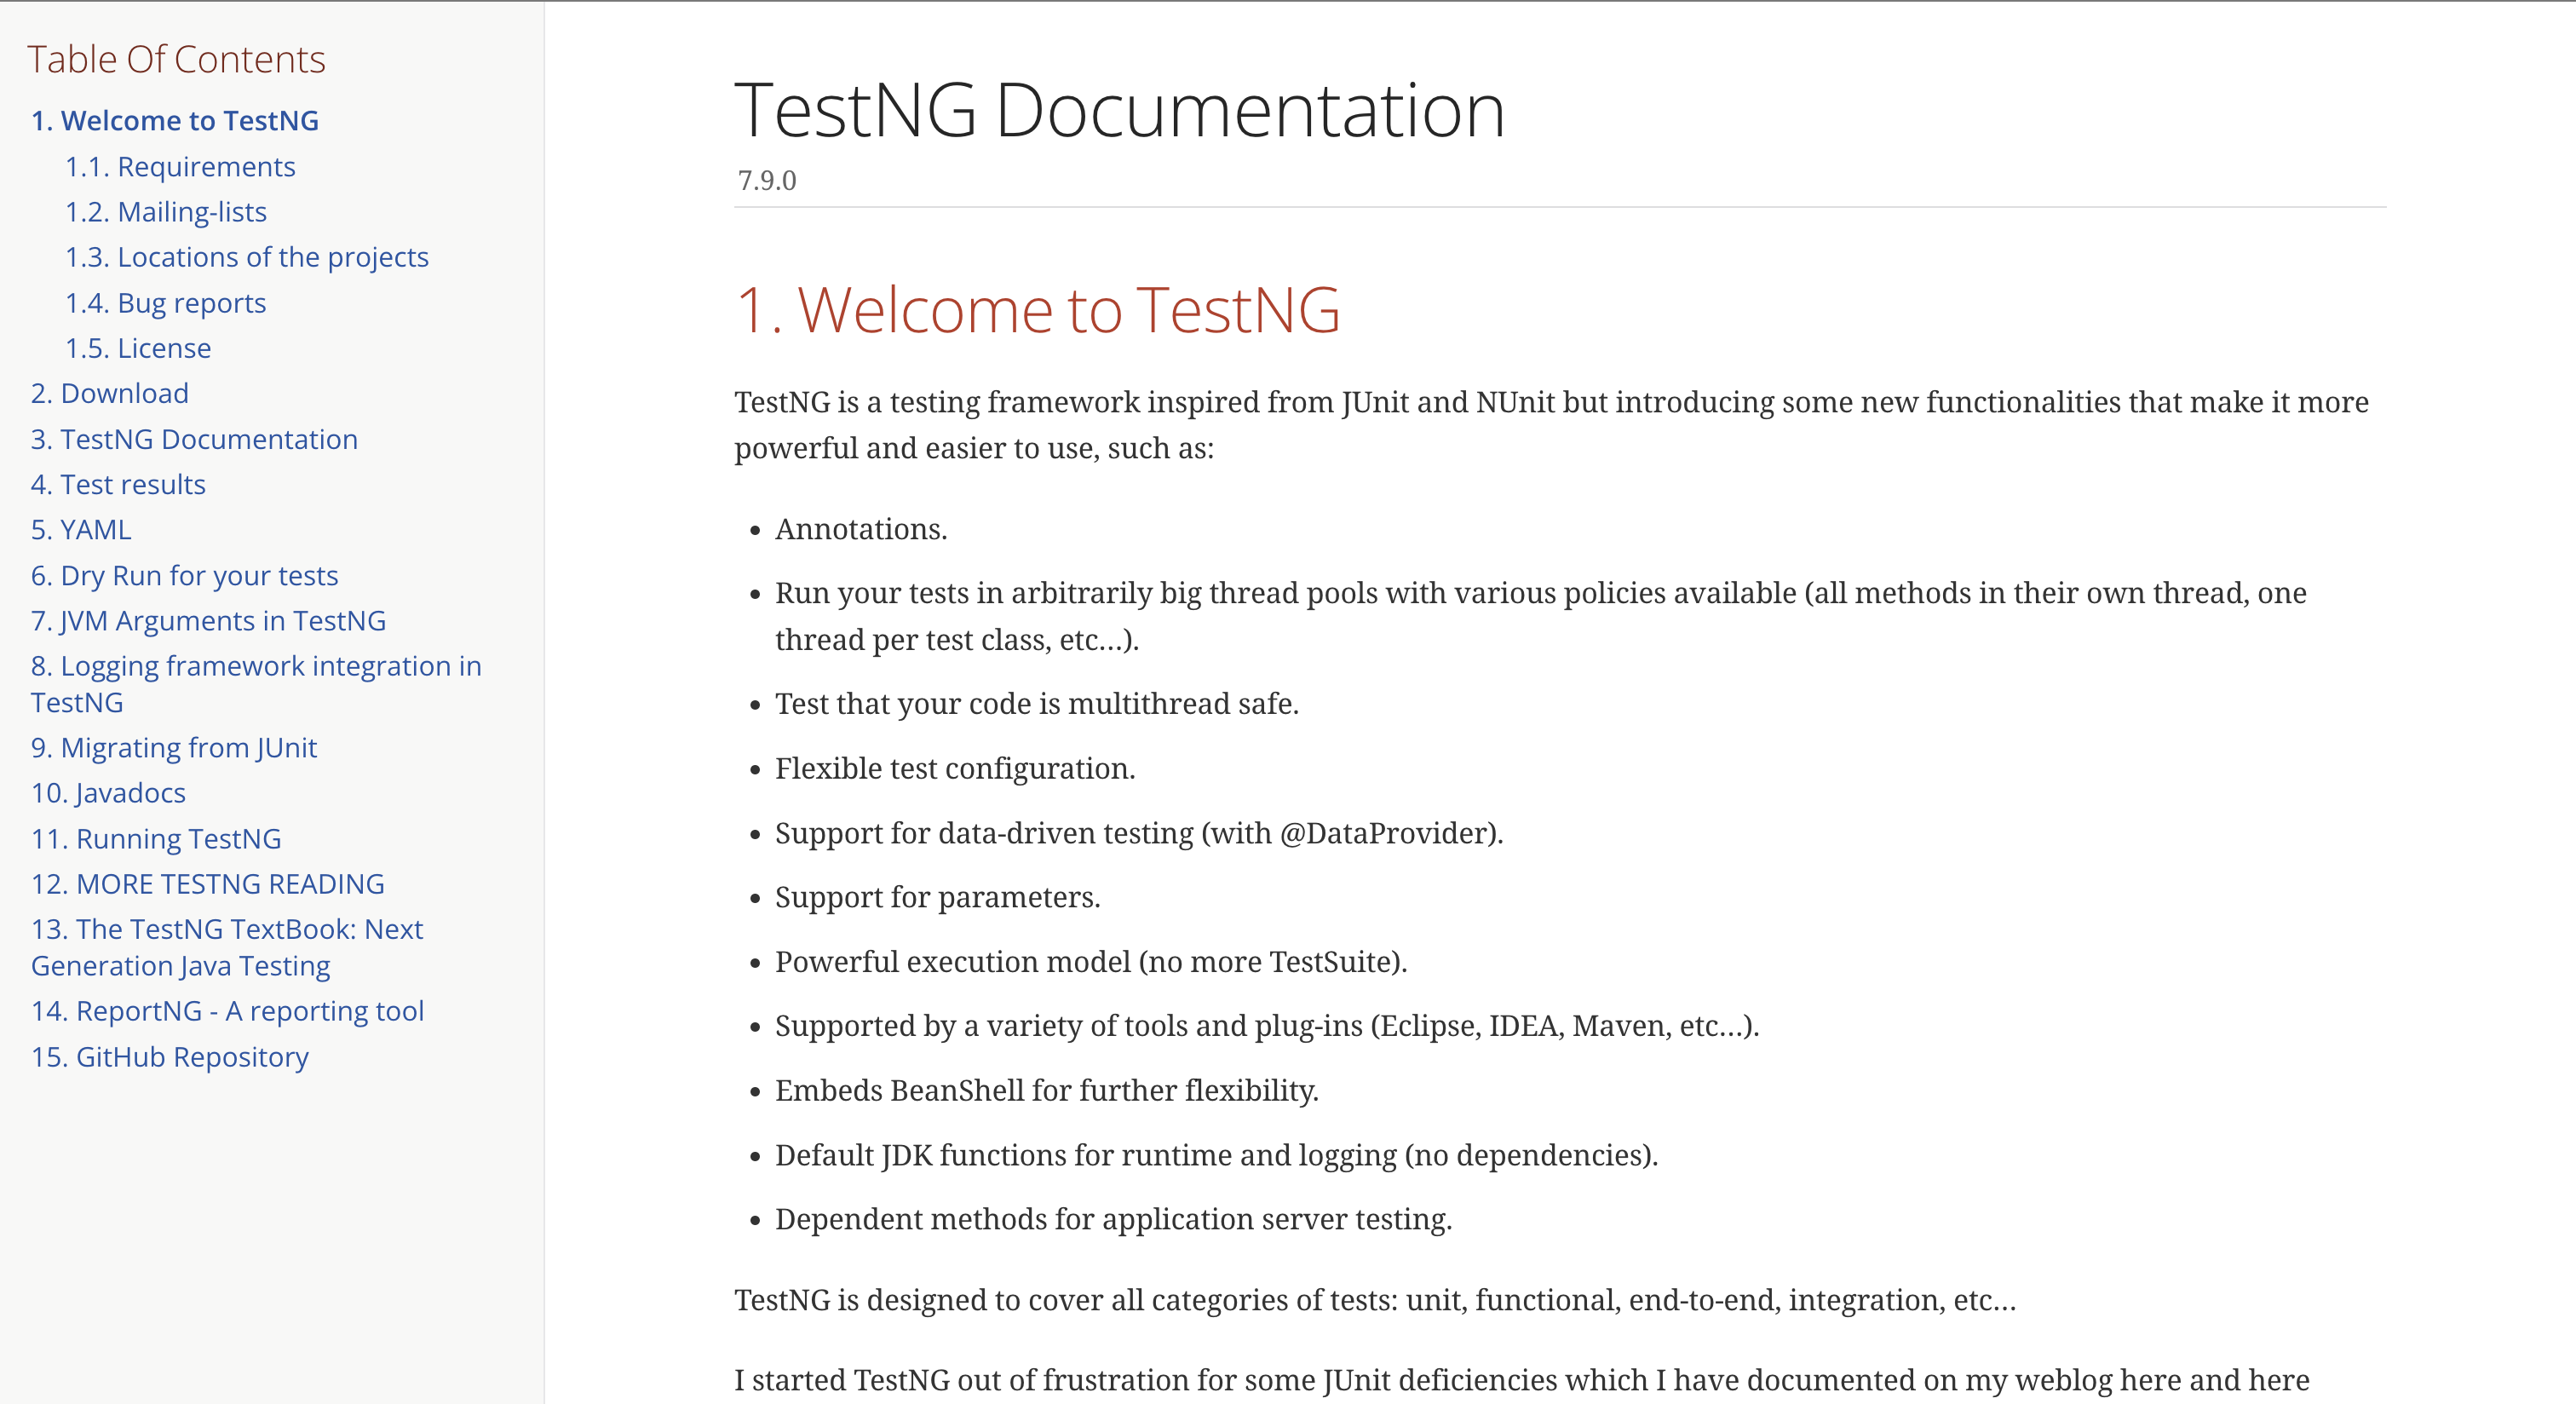 Table Of Contents
1. Welcome to TestNG
1.1. Requirements
1.2. Mailing-lists
1.3. Locations of the projects
1.4. Bug reports
1.5. License
2. Download
3. TestNG Documentation
4. Test results
5. YAML
6. Dry Run for your tests
7. JVM Arguments in TestNG
8. Logging framework integration in
TestNG
9. Migrating from JUnit
10. Javadocs
11. Running TestNG
12. MORE TESTNG READING
13. The TestNG TextBook: Next
Generation Java Testing
14. ReportNG - A reporting tool
15. GitHub Repository
TestNG Documentation
7.9.0
1. Welcome to TestNG
TestNG is a testing framework inspired from JUnit and NUnit but introducing some new functionalities that make it more
powerful and easier to use, such as:
• Annotations.
• Run your tests in arbitrarily big thread pools with various policies available (all methods in their own thread, one
thread per test class, etc…).
• Test that your code is multithread safe.
• Flexible test configuration.
• Support for data-driven testing (with @DataProvider).
• Support for parameters.
• Powerful execution model (no more TestSuite).
• Supported by a variety of tools and plug-ins (Eclipse, IDEA, Maven, etc…).
• Embeds BeanShell for further flexibility.
• Default JDK functions for runtime and logging (no dependencies).
• Dependent methods for application server testing.
TestNG is designed to cover all categories of tests: unit, functional, end-to-end, integration, etc…
I started TestNG out of frustration for some JUnit deficiencies which I have documented on my weblog here and here